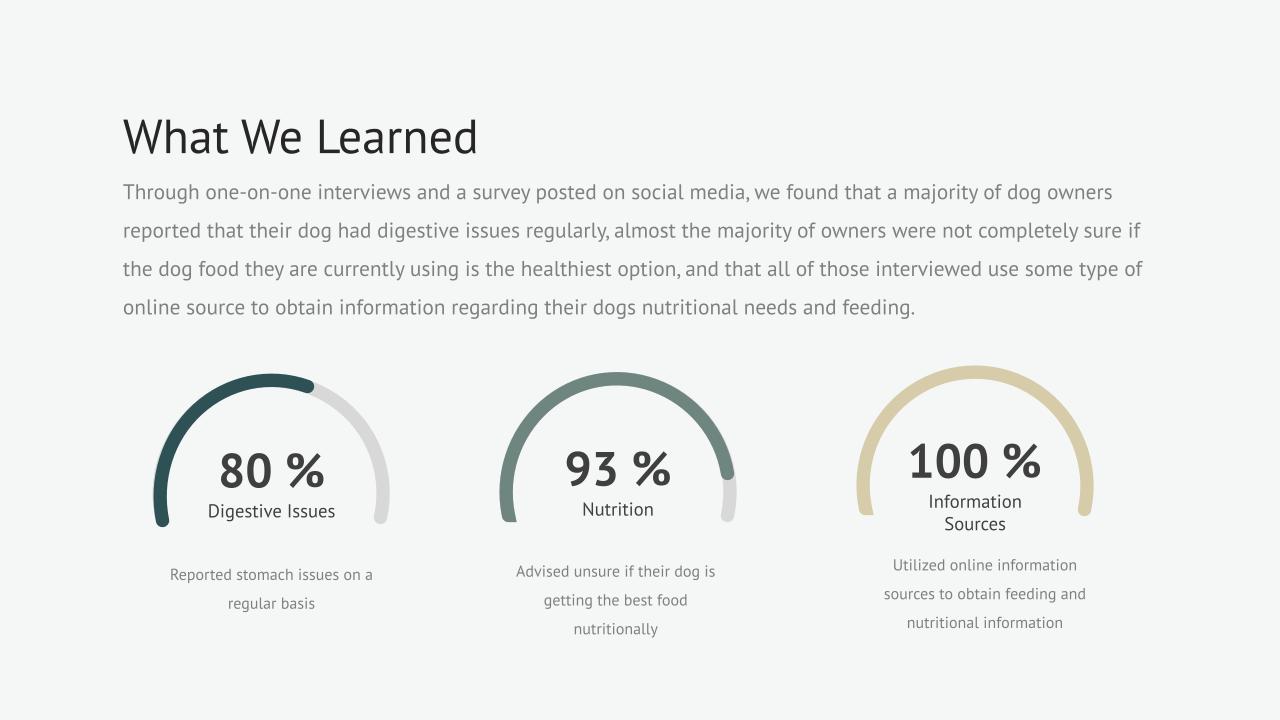 What We Learned
Through one-on-one interviews and a survey posted on social media, we found that a majority of dog owners
reported that their dog had digestive issues regularly, almost the majority of owners were not completely sure if
the dog food they are currently using is the healthiest option, and that all of those interviewed use some type of
online source to obtain information regarding their dogs nutritional needs and feeding.
80 %
Digestive Issues
Reported stomach issues on a
regular basis
93 %
Nutrition
Advised unsure if their dog is
getting the best food
nutritionally
100 %
Information
Sources
Utilized online information
sources to obtain feeding and
nutritional information